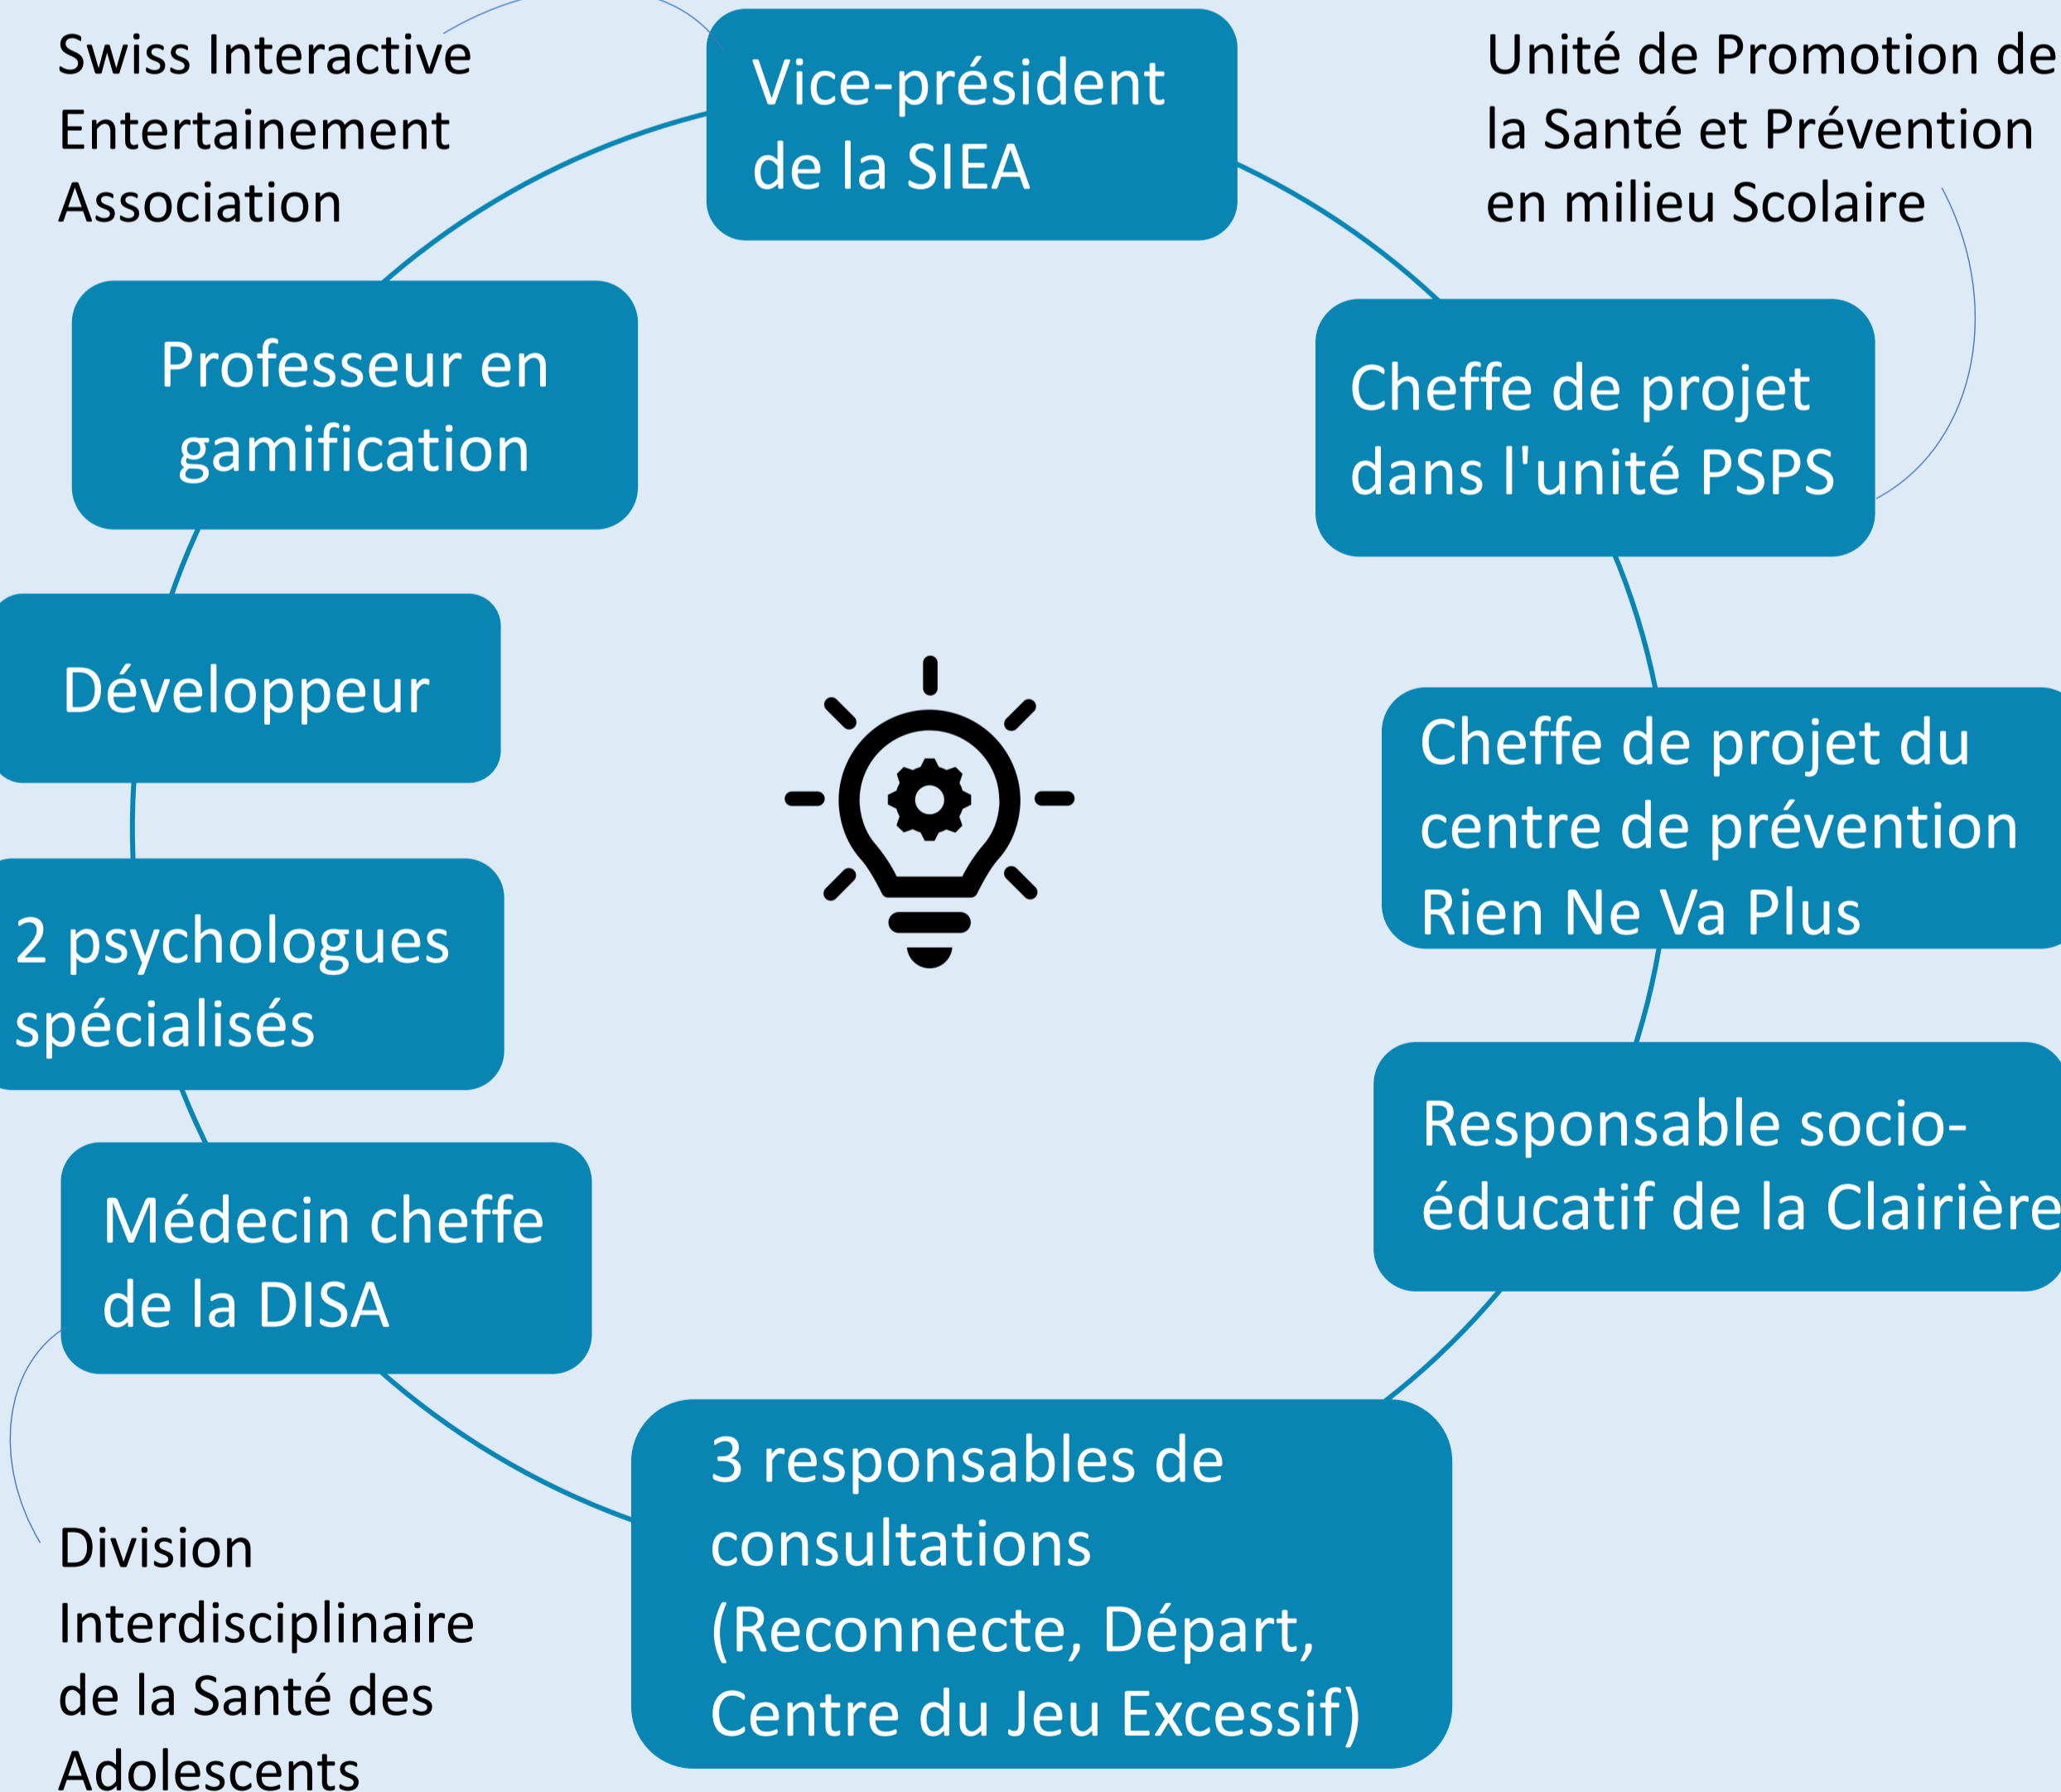 Swiss Interactive
Entertainement
Association
Vice-président
de la SIEA
Unité de Promotion de
la Santé et Prévention
en milieu Scolaire
Professeur en
gamification
Cheffe de projet
dans l'unité PSPS
Développeur
Cheffe de projet du
centre de prévention
Rien Ne Va Plus
2 psychologues
spécialisés
Responsable socio-
éducatif de la Clairière
Médecin cheffe
de la DISA
3 responsables de
consultations
(Reconnecte, Départ,
Centre du Jeu Excessif)
Division
Interdisciplinaire
de la Santé des
Adolescents